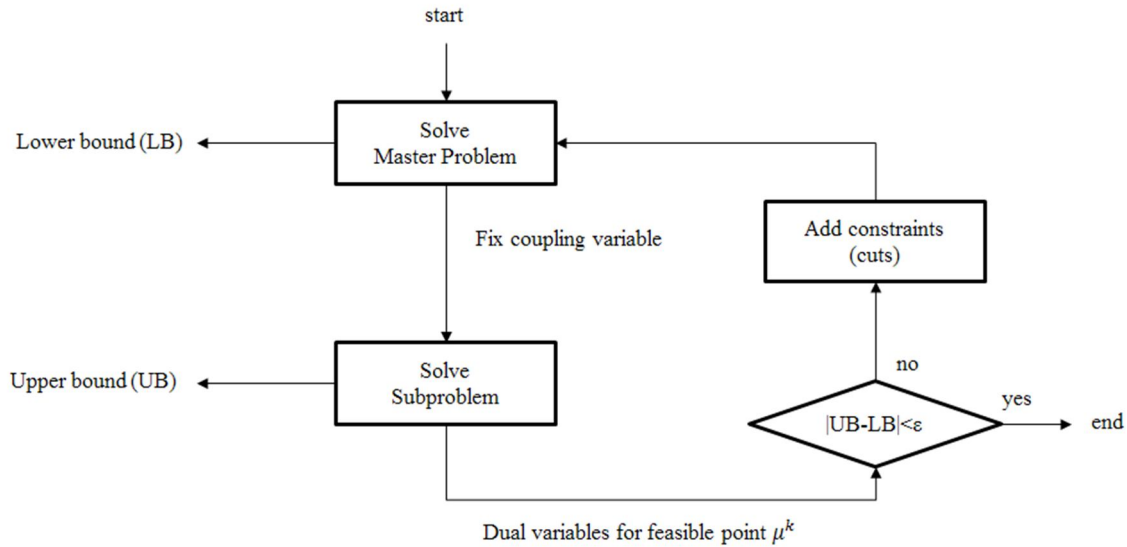 start
Solve
Master Problem
Lower bound (LB)
Fix coupling variable
Add constraints
(cuts)
Solve
Subproblem
Upper bound (UB)
no
yes
|UB-LB|<ε
end
Dual variables for feasible point μ^k